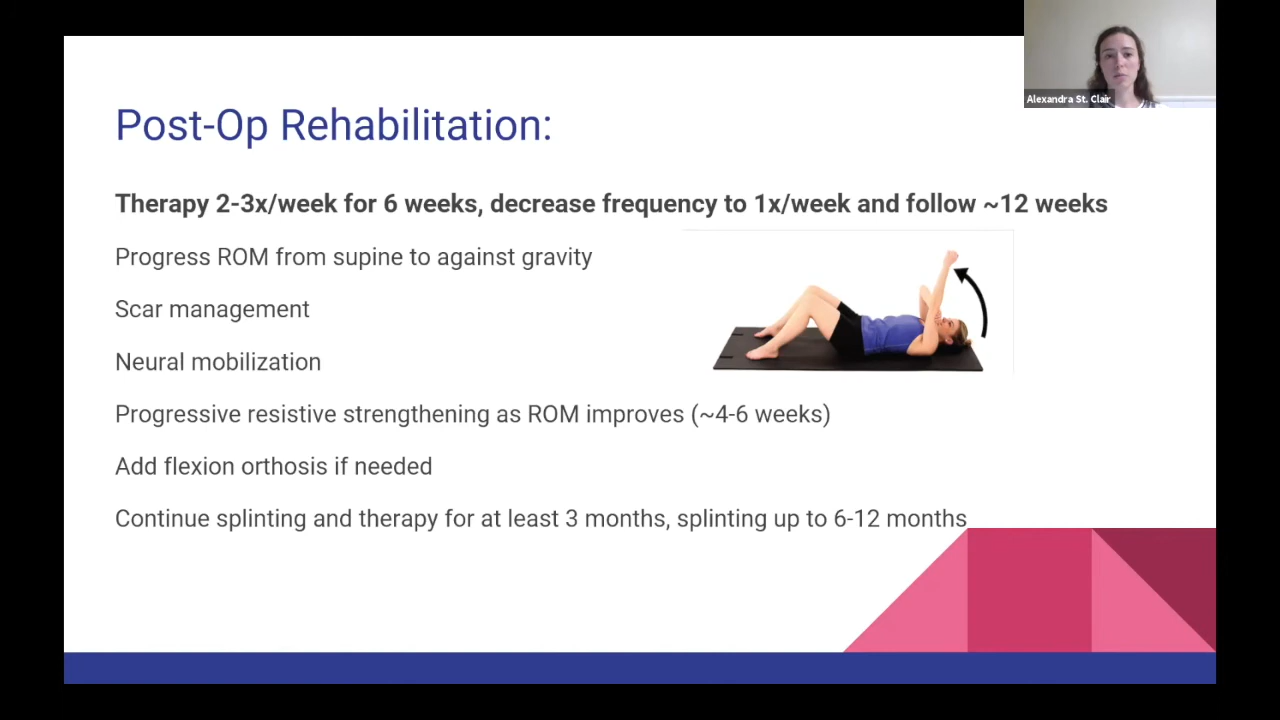 Alexandra St. Clair
Post-Op Rehabilitation:
Therapy 2-3x/week for 6 weeks, decrease frequency to 1x/week and follow ~12 weeks
Progress ROM from supine to against gravity
Scar management
Neural mobilization
Progressive resistive strengthening as ROM improves (~4-6 weeks)
Add flexion orthosis if needed
Continue splinting and therapy for at least 3 months, splinting up to 6-12 months